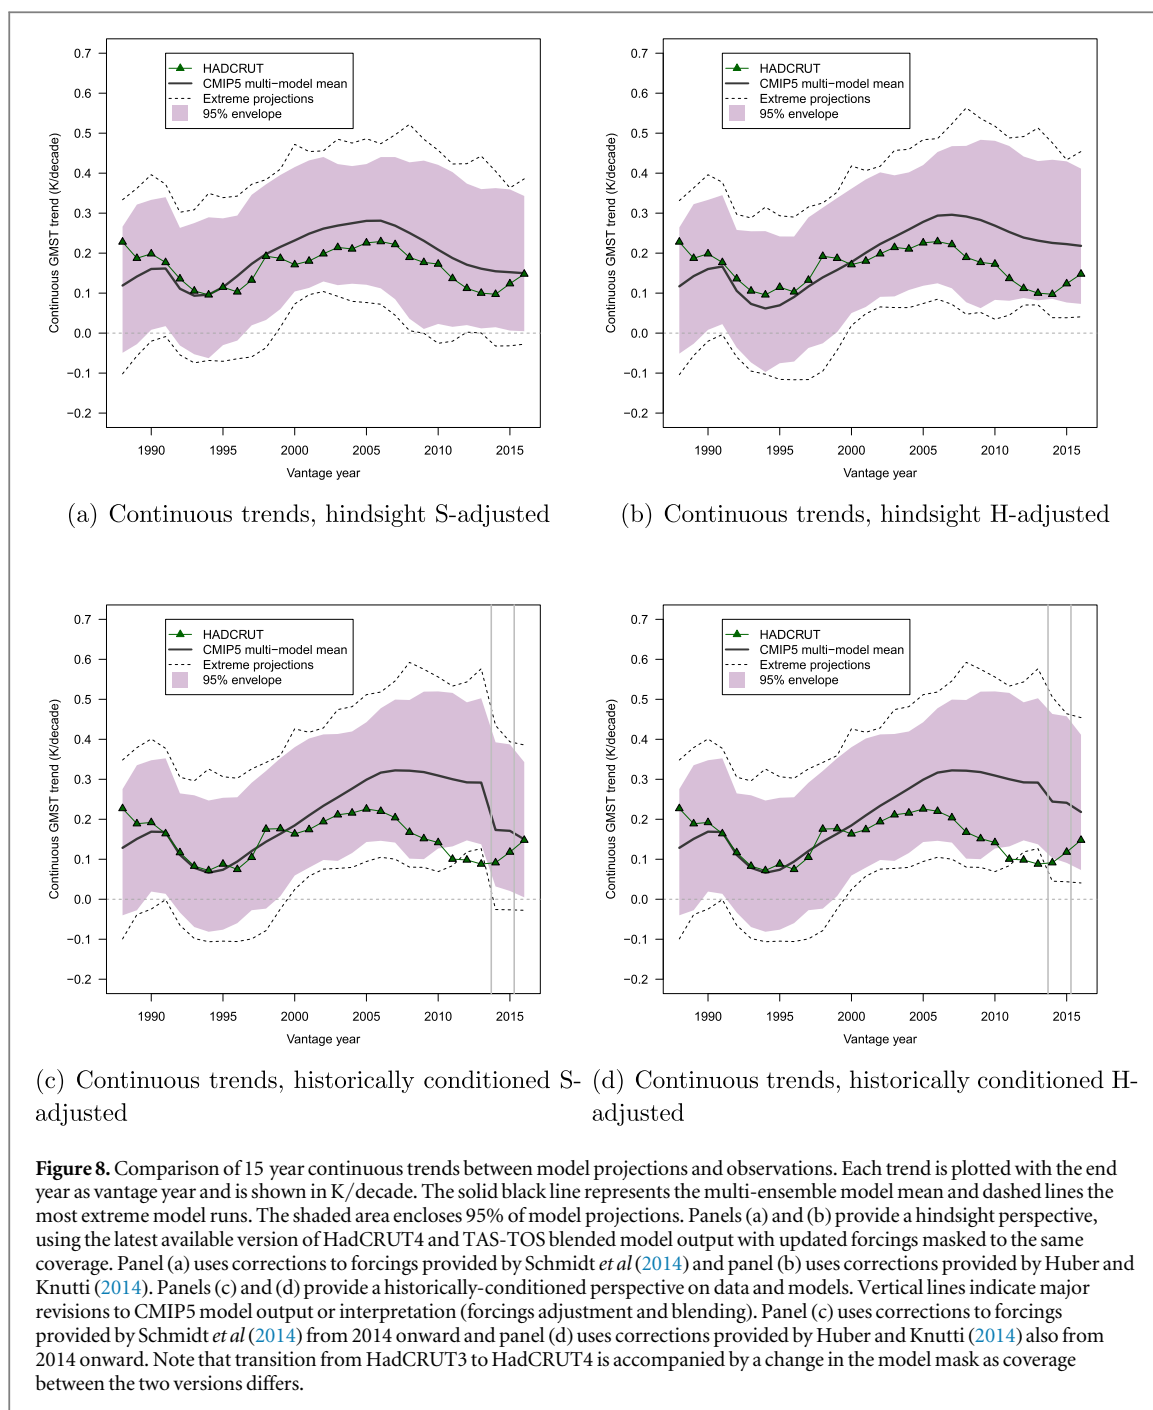 0.7
0.6
0.5
0.4
0.3
0.2
0.1
0.0
−0.1
−0.2
Continuous GMST trend (K/decade)
HADCRUT
CMIP5 multi-model mean
Extreme projections
95% envelope
1990 1995 2000 2005 2010 2015
Vantage year
(a) Continuous trends, hindsight S-adjusted
0.7
0.6
0.5
0.4
0.3
0.2
0.1
0.0
−0.1
−0.2
Continuous GMST trend (K/decade)
HADCRUT
CMIP5 multi-model mean
Extreme projections
95% envelope
1990 1995 2000 2005 2010 2015
Vantage year
(b) Continuous trends, hindsight H-adjusted
0.7
0.6
0.5
0.4
0.3
0.2
0.1
0.0
−0.1
−0.2
Continuous GMST trend (K/decade)
HADCRUT
CMIP5 multi-model mean
Extreme projections
95% envelope
1990 1995 2000 2005 2010 2015
Vantage year
(c) Continuous trends, historically conditioned S-
adjusted
0.7
0.6
0.5
0.4
0.3
0.2
0.1
0.0
−0.1
−0.2
Continuous GMST trend (K/decade)
HADCRUT
CMIP5 multi-model mean
Extreme projections
95% envelope
1990 1995 2000 2005 2010 2015
Vantage year
(d) Continuous trends, historically conditioned H-
adjusted
Figure 8. Comparison of 15 year continuous trends between model projections and observations. Each trend is plotted with the end
year as vantage year and is shown in K/decade. The solid black line represents the multi-ensemble model mean and dashed lines the
most extreme model runs. The shaded area encloses 95% of model projections. Panels (a) and (b) provide a hindsight perspective,
using the latest available version of HadCRUT4 and TAS-TOS blended model output with updated forcings masked to the same
coverage. Panel (a) uses corrections to forcings provided by Schmidt et al (2014) and panel (b) uses corrections provided by Huber and
Knutti (2014). Panels (c) and (d) provide a historically-conditioned perspective on data and models. Vertical lines indicate major
revisions to CMIP5 model output or interpretation (forcings adjustment and blending). Panel (c) uses corrections to forcings
provided by Schmidt et al (2014) from 2014 onward and panel (d) uses corrections provided by Huber and Knutti (2014) also from
2014 onward. Note that transition from HadCRUT3 to HadCRUT4 is accompanied by a change in the model mask as coverage
between the two versions differs.